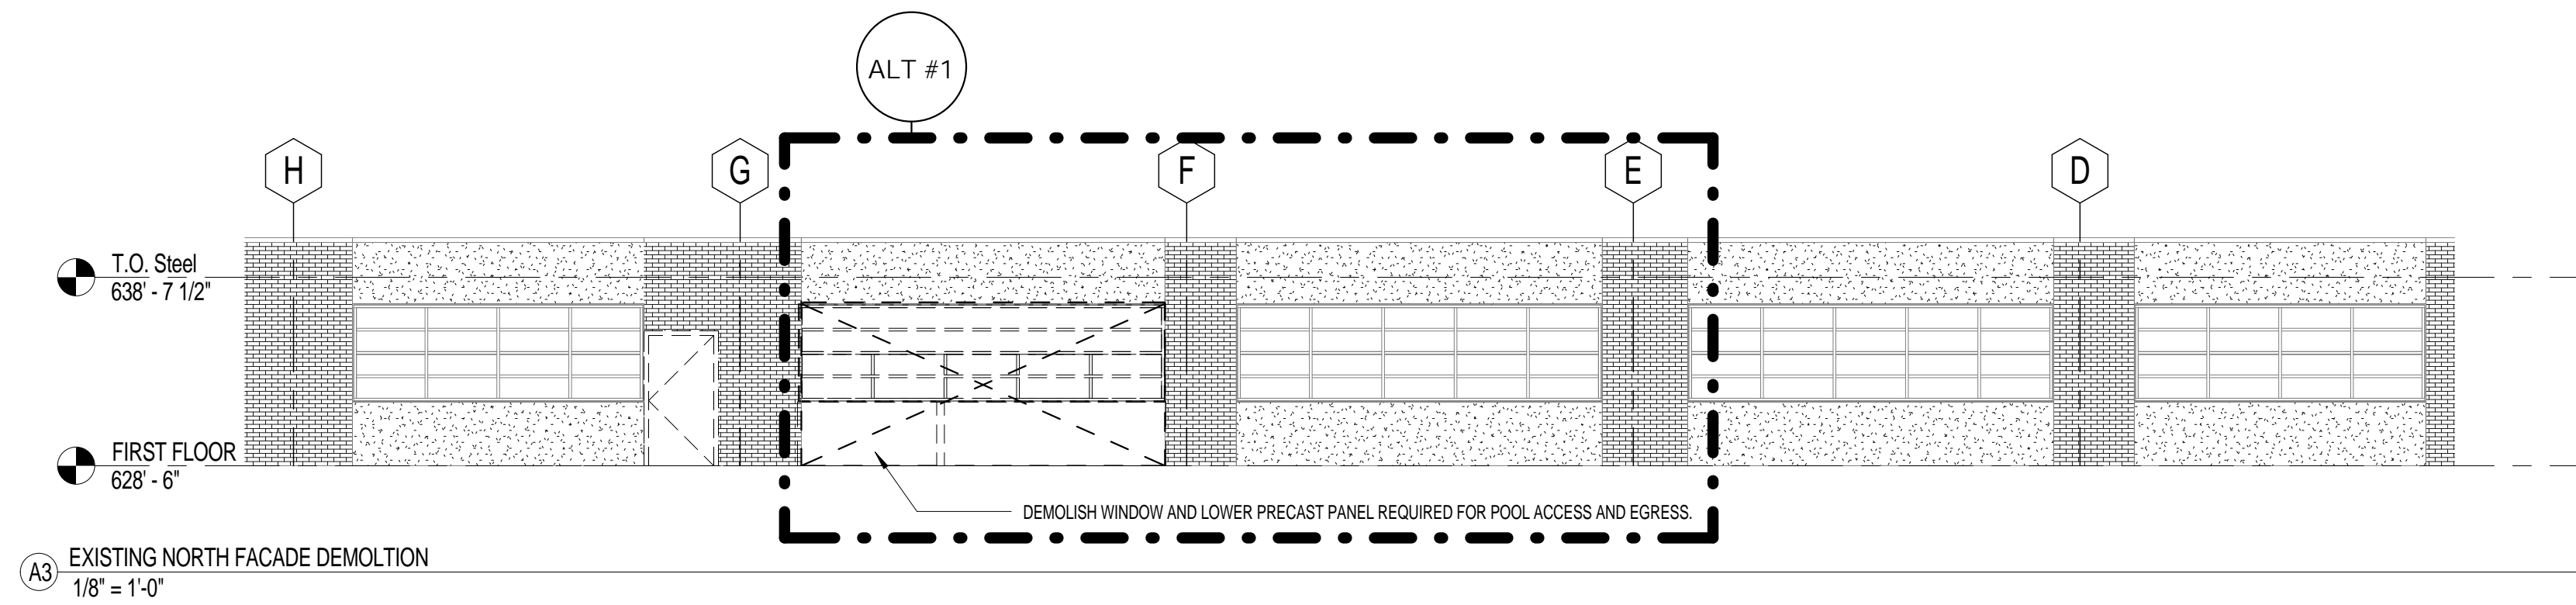 ALT #1
H
G
F
E
D
T.O. Steel
638' - 7 1/2"
FIRST FLOOR
628' - 6"
DEMOLISH WINDOW AND LOWER PRECAST PANEL REQUIRED FOR POOL ACCESS AND EGRESS.
A3
EXISTING NORTH FACADE DEMOLTION
1/8" = 1'-0"